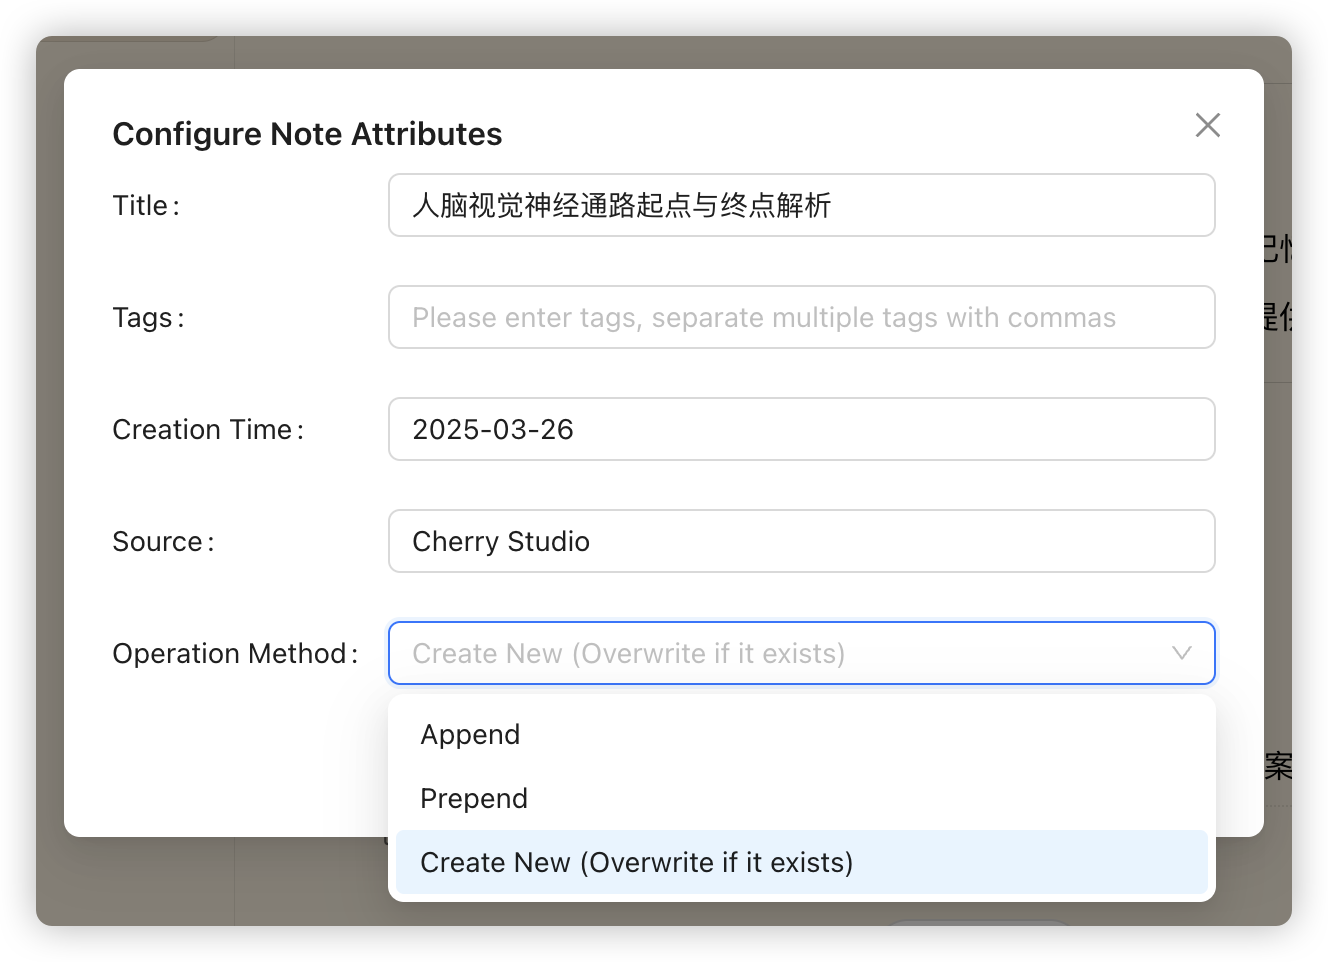 Configure Note Attributes
Title:
人脑视觉神经通路起点与终点解析
Tags:
Please enter tags, separate multiple tags with commas
Creation Time:
2025-03-26
Source:
Cherry Studio
Operation Method:
Create New (Overwrite if it exists)
Append
Prepend
Create New (Overwrite if it exists)
案